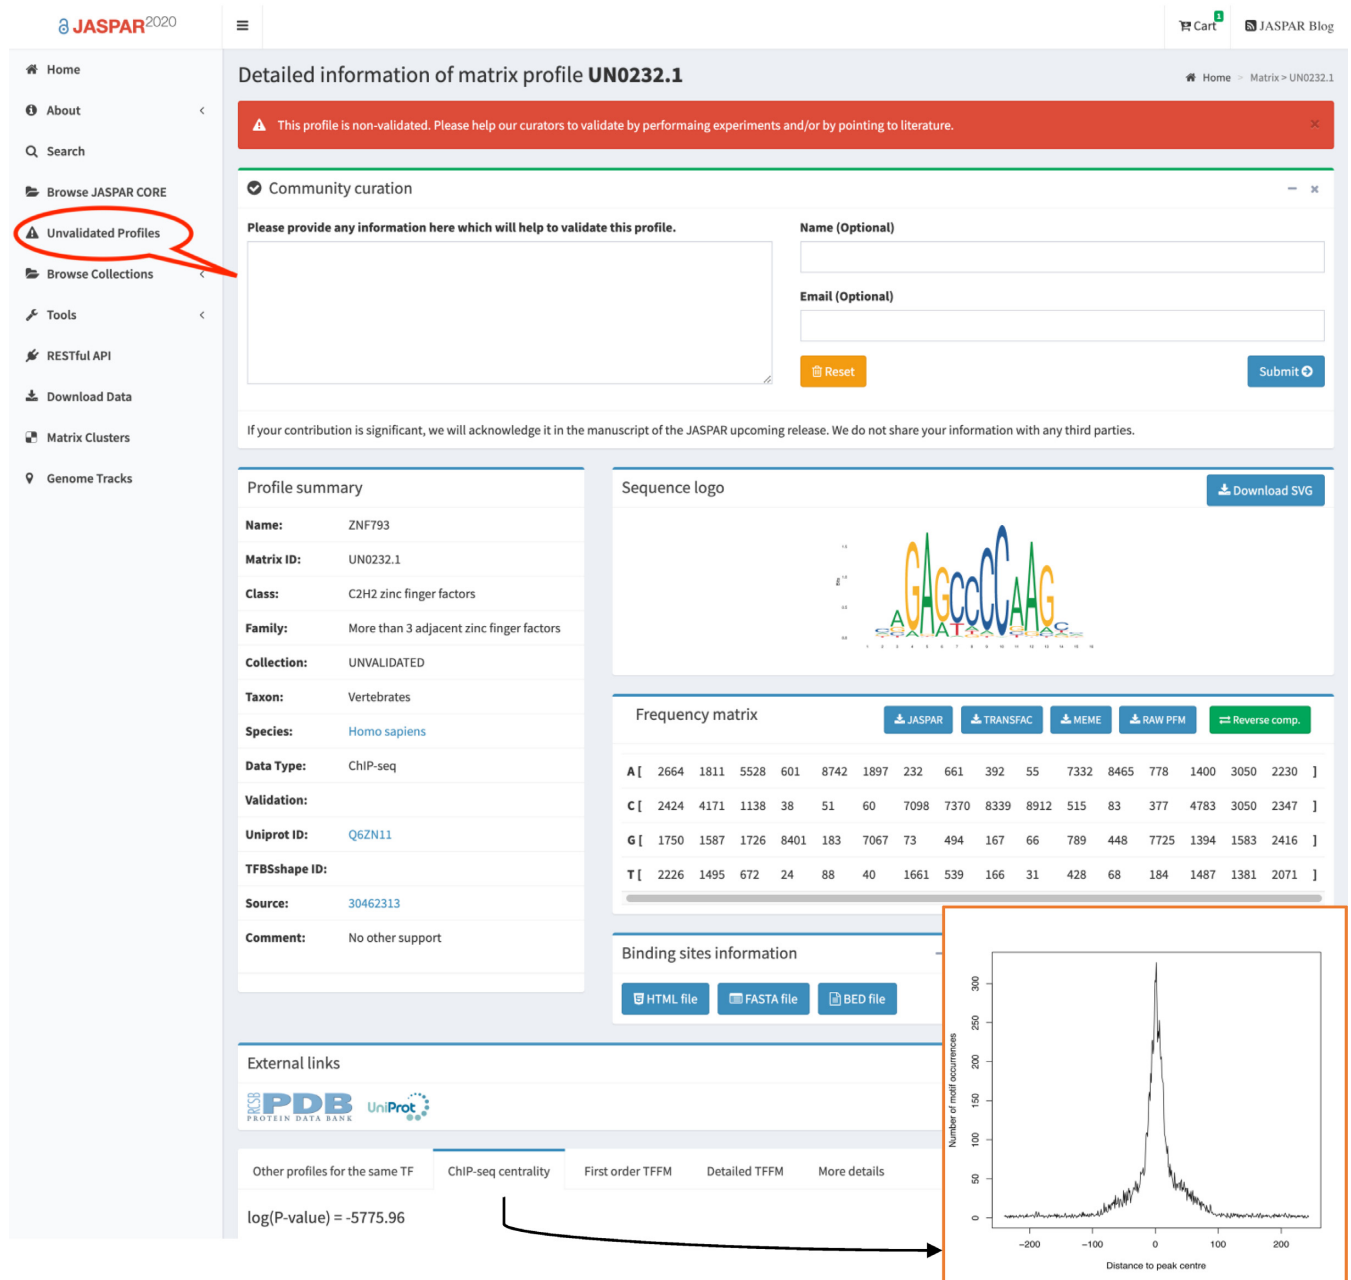 JASPAR2020
Cart 1
JASPAR Blog
Home
About
Search
Browse JASPAR CORE
Unvalidated Profiles
Browse Collections
Tools
RESTful API
Download Data
Matrix Clusters
Genome Tracks
Detailed information of matrix profile UN0232.1
Home > Matrix > UN0232.1
This profile is non-validated. Please help our curators to validate by performaing experiments and/or by pointing to literature.
Community curation
Please provide any information here which will help to validate this profile.
Name (Optional)
Email (Optional)
Reset
Submit
If your contribution is significant, we will acknowledge it in the manuscript of the JASPAR upcoming release. We do not share your information with any third parties.
Profile summary
Name: ZNF793
Matrix ID: UN0232.1
Class: C2H2 zinc finger factors
Family: More than 3 adjacent zinc finger factors
Collection: UNVALIDATED
Taxon: Vertebrates
Species: Homo sapiens
Data Type: ChIP-seq
Validation:
Uniprot ID: Q6ZN11
TFBSshape ID:
Source: 30462313
Comment: No other support
Sequence logo
Download SVG
AGAGCCCCAAG
Frequency matrix
JASPAR
TRANSFAC
MEME
RAW PFM
Reverse comp.
A [ 2664 1811 5528 601 8742 1897 232 661 392 55 7332 8465 778 1400 3050 2230 ]
C [ 2424 4171 1138 38 51 60 7098 7370 8339 8912 515 83 377 4783 3050 2347 ]
G [ 1750 1587 1726 8401 183 7067 73 494 167 66 789 448 7725 1394 1583 2416 ]
T [ 2226 1495 672 24 88 40 1661 539 166 31 428 68 184 1487 1381 2071 ]
Binding sites information
HTML file
FASTA file
BED file
External links
RCSB PDB
PROTEIN DATA BANK
UniProt
Other profiles for the same TF
ChIP-seq centrality
First order TFFM
Detailed TFFM
More details
log(P-value) = -5775.96
Number of motif occurrences
300
250
200
150
100
50
0
−200 −100 0 100 200
Distance to peak centre